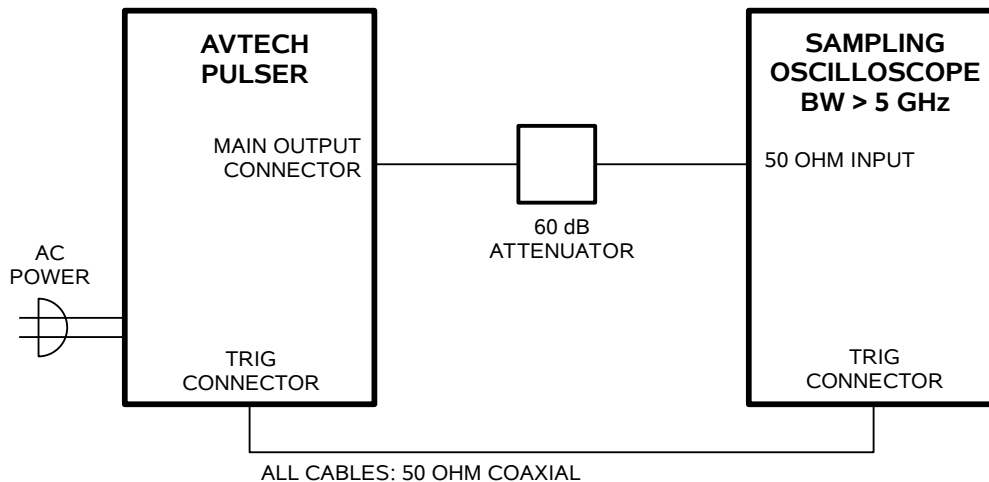 AVTECH
PULSER
SAMPLING
OSCILLOSCOPE
BW > 5 GHz
MAIN OUTPUT
CONNECTOR
50 OHM INPUT
60 dB
ATTENUATOR
AC
POWER
TRIG
CONNECTOR
TRIG
CONNECTOR
ALL CABLES: 50 OHM COAXIAL